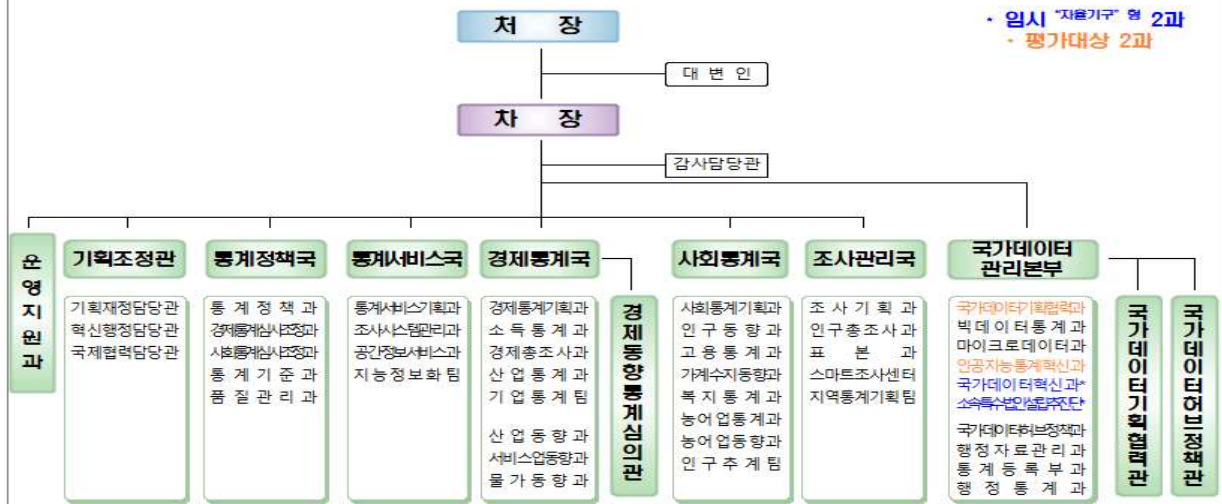 처 장
* 임시 "자율기구" 형 2과
* 평가대상 2과
대 변 인
차 장
감사담당관
운영지원과
기획조정관
기획재정담당관
혁신행정담당관
국제협력담당관
통계정책국
통 계 정 책 과
경제통계심사조정과
사회통계심사조정과
통 계 기 준 과
품 질 관 리 과
통계서비스국
통계서비스기획과
조사시스템관리과
공간정보서비스과
지능정보화팀
경제통계국
경제통계기획과
소 득 통 계 과
경제총조사과
산 업 통 계 과
기 업 통 계 팀
산 업 동 향 과
서비스업동향과
물 가 동 향 과
경제동향통계심의관
사회통계국
사회통계기획과
인 구 동 향 과
고 용 통 계 과
가계수지동향과
복 지 통 계 과
농어업통계과
농어업동향과
인 구 추 계 팀
조사관리국
조 사 기 획 과
인구총조사과
표 본 과
스마트조사센터
지역통계기획팀
국가데이터
관리본부
국가데이터기획협력과
빅데이터통계과
마이크로데이터과
인공지능통계혁신과
국가데이터혁신과*
소속특수법인설립추진단*
국가데이터허브정책과
행정자료관리과
통 계 등 록 부 과
행 정 통 계 과
국가데이터기획협력관
국가데이터허브정책관